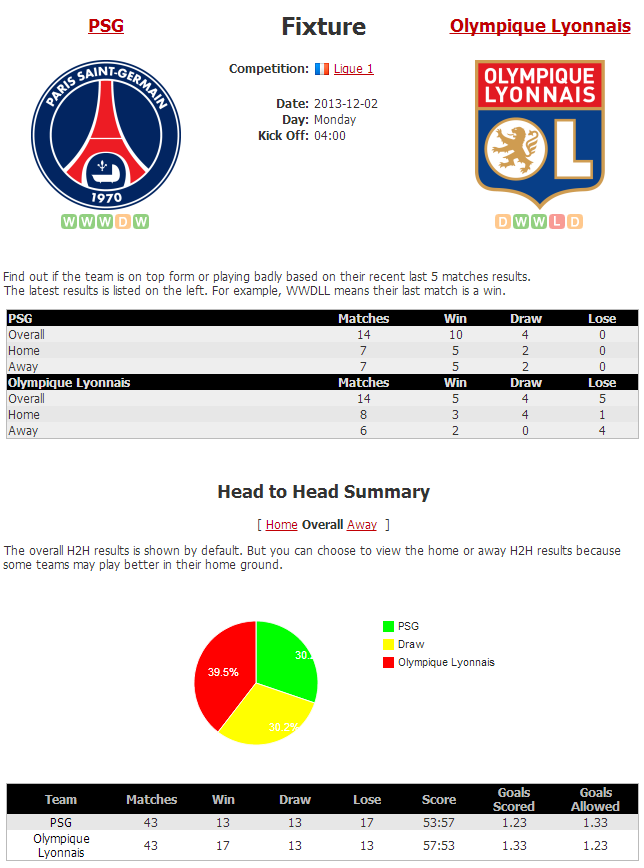 PSG
Fixture
Olympique Lyonnais
Competition: Ligue 1
Date: 2013-12-02
Day: Monday
Kick Off: 04:00
PARIS SAINT-GERMAIN
1970
OLYMPIQUE
LYONNAIS
OL
W W W D W
D W W L D
Find out if the team is on top form or playing badly based on their recent last 5 matches results.
The latest results is listed on the left. For example, WWDLL means their last match is a win.
PSG Matches Win Draw Lose
Overall 14 10 4 0
Home 7 5 2 0
Away 7 5 2 0
Olympique Lyonnais Matches Win Draw Lose
Overall 14 5 4 5
Home 8 3 4 1
Away 6 2 0 4
Head to Head Summary
[ Home Overall Away ]
The overall H2H results is shown by default. But you can choose to view the home or away H2H results because
some teams may play better in their home ground.
PSG
Draw
Olympique Lyonnais
39.5%
30.2%
Team Matches Win Draw Lose Score Goals Scored Goals Allowed
PSG 43 13 13 17 53:57 1.23 1.33
Olympique Lyonnais 43 17 13 13 57:53 1.33 1.23